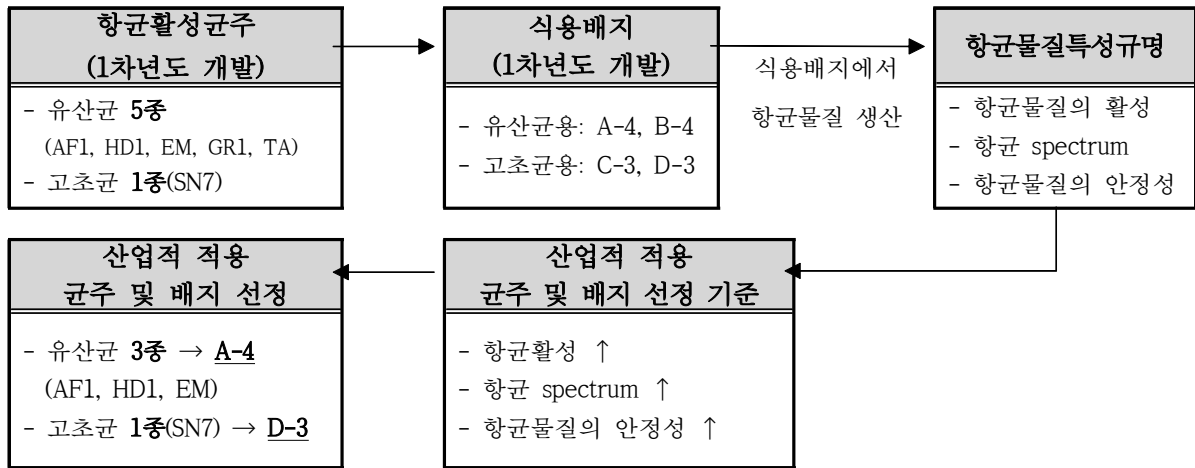 항균활성균주
(1차년도 개발)
- 유산균 5종
(AF1, HD1, EM, GR1, TA)
- 고초균 1종(SN7)
식용배지
(1차년도 개발)
- 유산균용: A-4, B-4
- 고초균용: C-3, D-3
식용배지에서
항균물질 생산
항균물질특성규명
- 항균물질의 활성
- 항균 spectrum
- 항균물질의 안정성
산업적 적용
균주 및 배지 선정 기준
- 항균활성 ↑
- 항균 spectrum ↑
- 항균물질의 안정성 ↑
산업적 적용
균주 및 배지 선정
- 유산균 3종 → A-4
(AF1, HD1, EM)
- 고초균 1종(SN7) → D-3